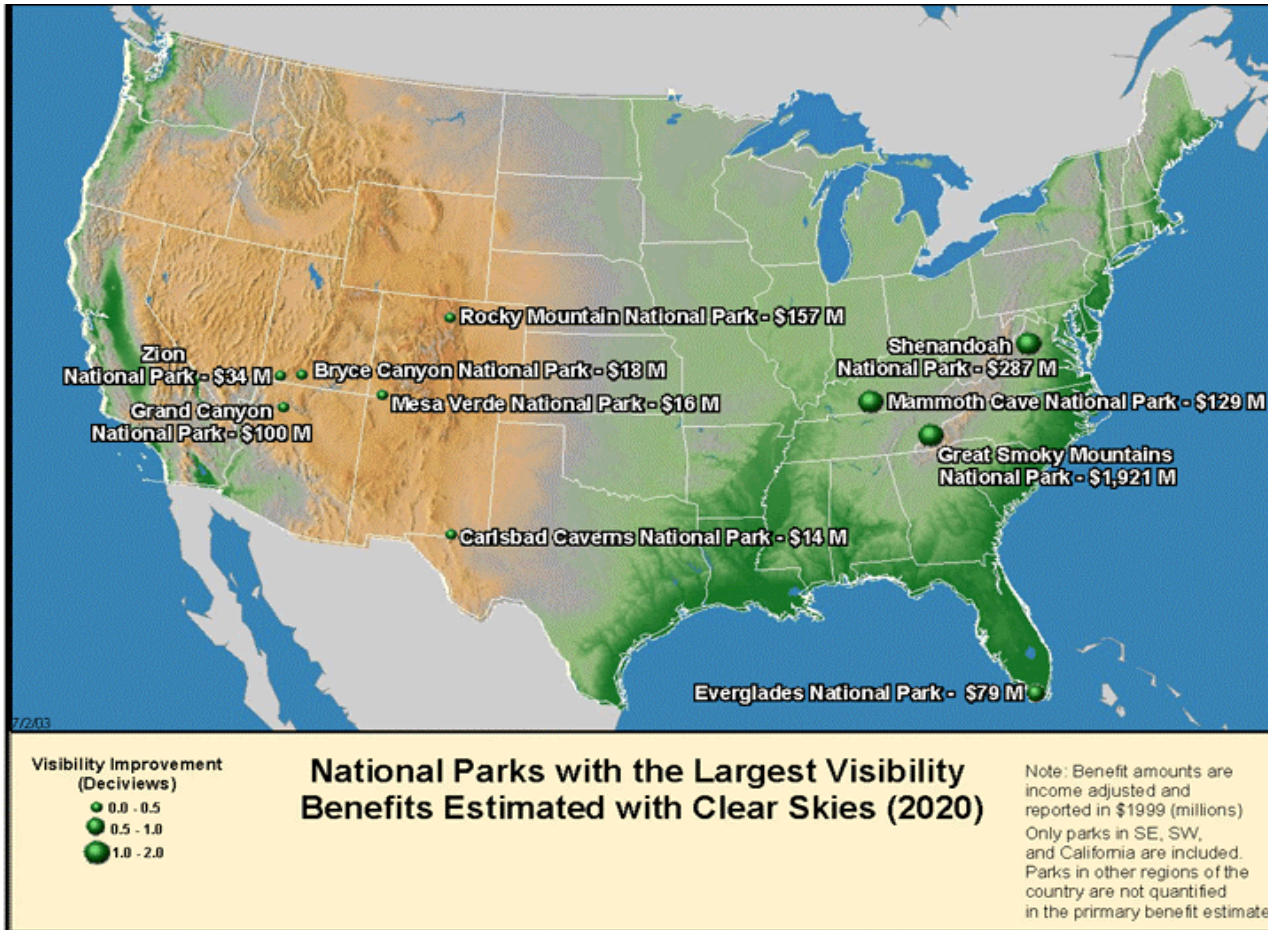 Rocky Mountain National Park - $157 M
Zion
National Park - $34 M
Bryce Canyon National Park - $18 M
Mesa Verde National Park - $16 M
Grand Canyon
National Park - $100 M
Shenandoah
National Park - $287 M
Mammoth Cave National Park - $129 M
Great Smoky Mountains
National Park - $1,921 M
Carlsbad Caverns National Park - $14 M
Everglades National Park - $79 M
7/2/03
Visibility Improvement
(Deciviews)
0.0 - 0.5
0.5 - 1.0
1.0 - 2.0
National Parks with the Largest Visibility
Benefits Estimated with Clear Skies (2020)
Note: Benefit amounts are
income adjusted and
reported in $1999 (millions)
Only parks in SE, SW,
and California are included.
Parks in other regions of the
country are not quantified
in the prirmary benefit estimate